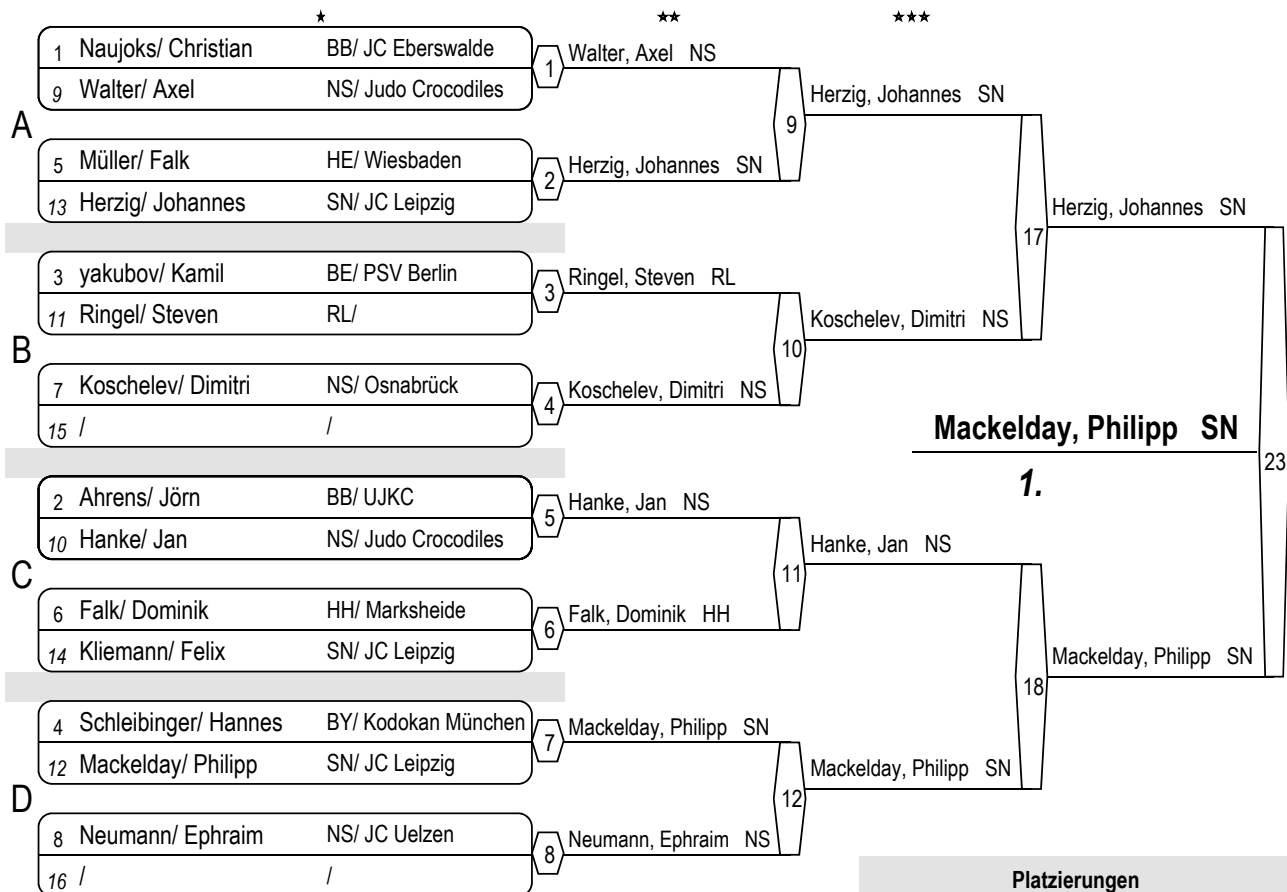 ★ ★★ ★★★
1 Naujoks/ Christian BB/ JC Eberswalde
9 Walter/ Axel NS/ Judo Crocodiles
1 Walter, Axel NS
A
5 Müller/ Falk HE/ Wiesbaden
13 Herzig/ Johannes SN/ JC Leipzig
2 Herzig, Johannes SN
9 Herzig, Johannes SN
3 yakubov/ Kamil BE/ PSV Berlin
11 Ringel/ Steven RL/
3 Ringel, Steven RL
B
7 Koschelev/ Dimitri NS/ Osnabrück
15 / /
4 Koschelev, Dimitri NS
10 Koschelev, Dimitri NS
17 Herzig, Johannes SN
2 Ahrens/ Jörn BB/ UJKC
10 Hanke/ Jan NS/ Judo Crocodiles
5 Hanke, Jan NS
C
6 Falk/ Dominik HH/ Marksheide
14 Kliemann/ Felix SN/ JC Leipzig
6 Falk, Dominik HH
11 Hanke, Jan NS
4 Schleibinger/ Hannes BY/ Kodokan München
12 Mackelday/ Philipp SN/ JC Leipzig
7 Mackelday, Philipp SN
D
8 Neumann/ Ephraim NS/ JC Uelzen
16 / /
8 Neumann, Ephraim NS
12 Mackelday, Philipp SN
18 Mackelday, Philipp SN
23
Mackelday, Philipp SN
1.
Platzierungen